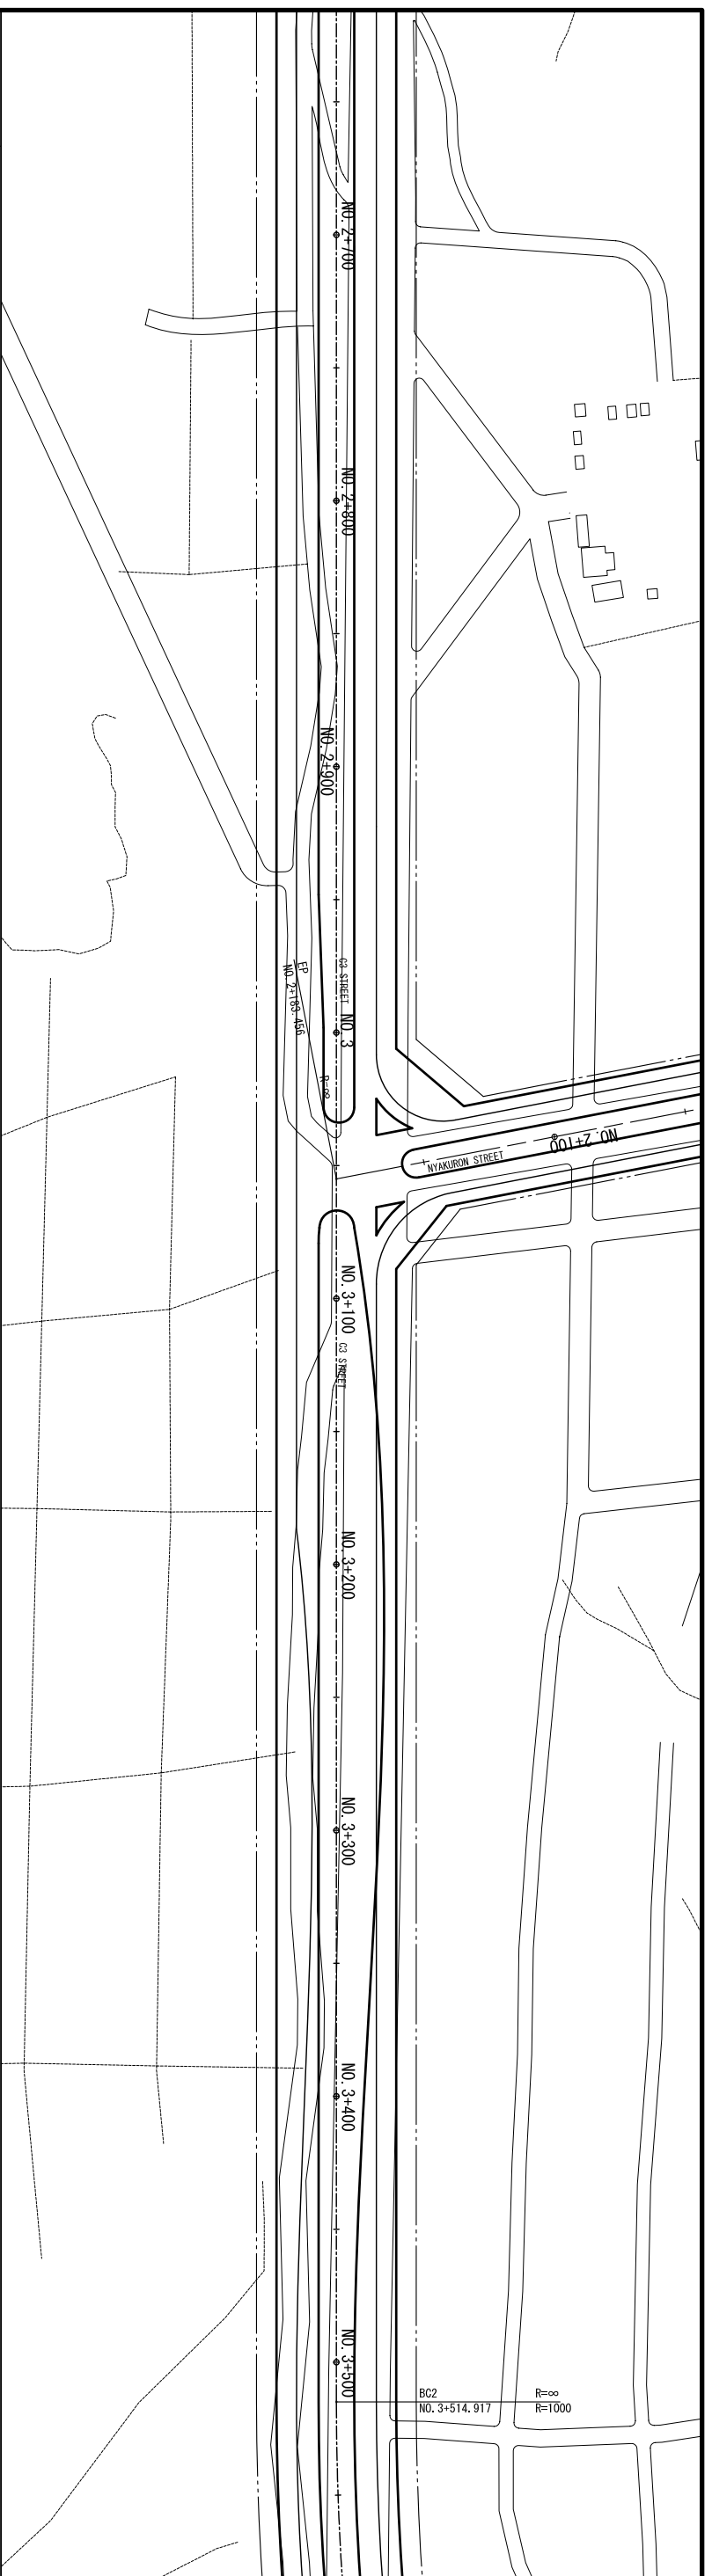 NO. 2+700
NO. 2+800
NO. 2+900
EP
NO. 2+183.456
C3 STREET
NO. 3
R=∞
NO. 2+100
NYAKURON STREET
NO. 3+100
C3 STREET
NO. 3+200
NO. 3+300
NO. 3+400
NO. 3+500
BC2 R=∞
NO. 3+514.917 R=1000